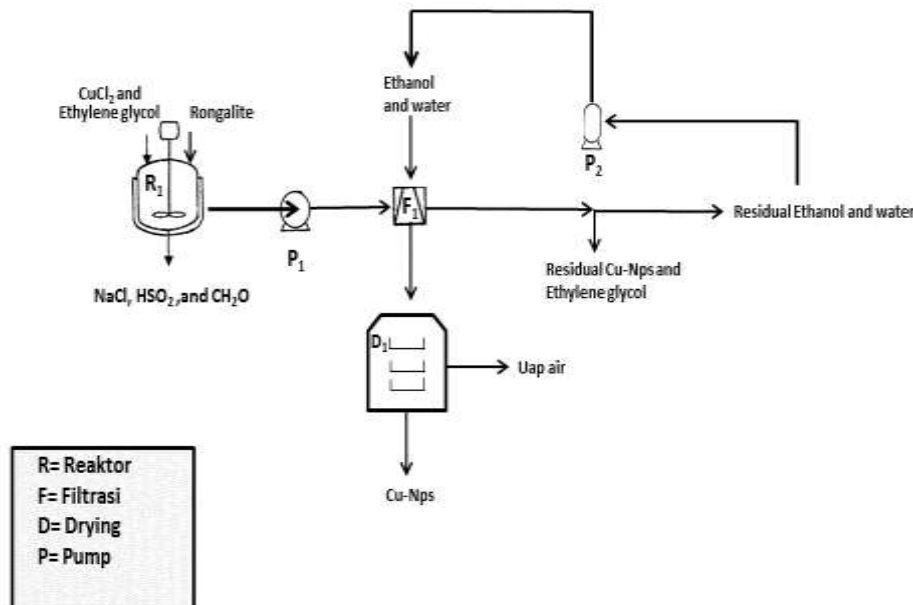 Ethanol
and water
CuCl₂ and
Ethylene glycol
Rongalite
R₁
P₂
F₁
P₁
Residual Ethanol and water
NaCl, HSO₂ ,and CH₂O
Residual Cu-Nps and
Ethylene glycol
D₁
Uap air
Cu-Nps
R= Reaktor
F= Filtrasi
D= Drying
P= Pump